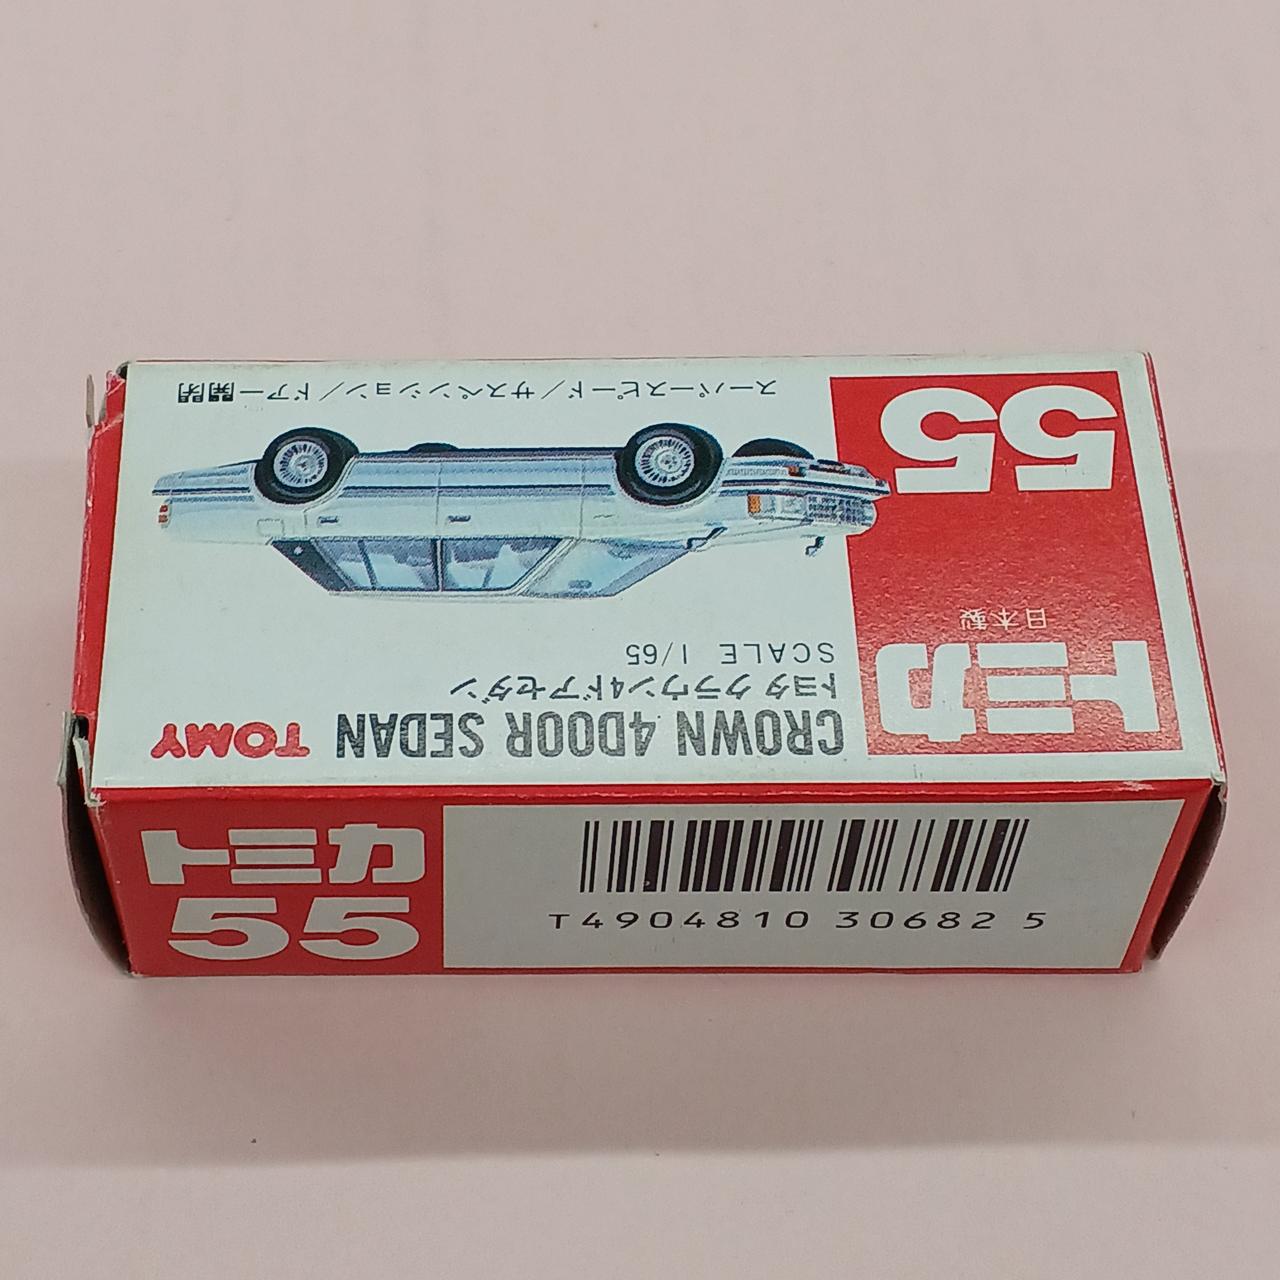 トミカ
55
日本製
CROWN 4DOOR SEDAN TOMY
トヨタ クラウン4ドアセダン
SCALE 1/65
スーパースピード/サスペンション/ドアー開閉
トミカ
55
T4904810 30682 5